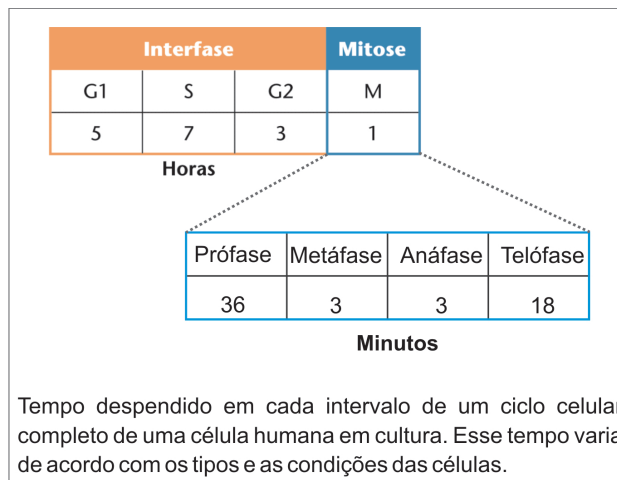 Interfase Mitose
G1 S G2 M
5 7 3 1
Horas
Prófase Metáfase Anáfase Telófase
36 3 3 18
Minutos
Tempo despendido em cada intervalo de um ciclo celular
completo de uma célula humana em cultura. Esse tempo varia
de acordo com os tipos e as condições das células.